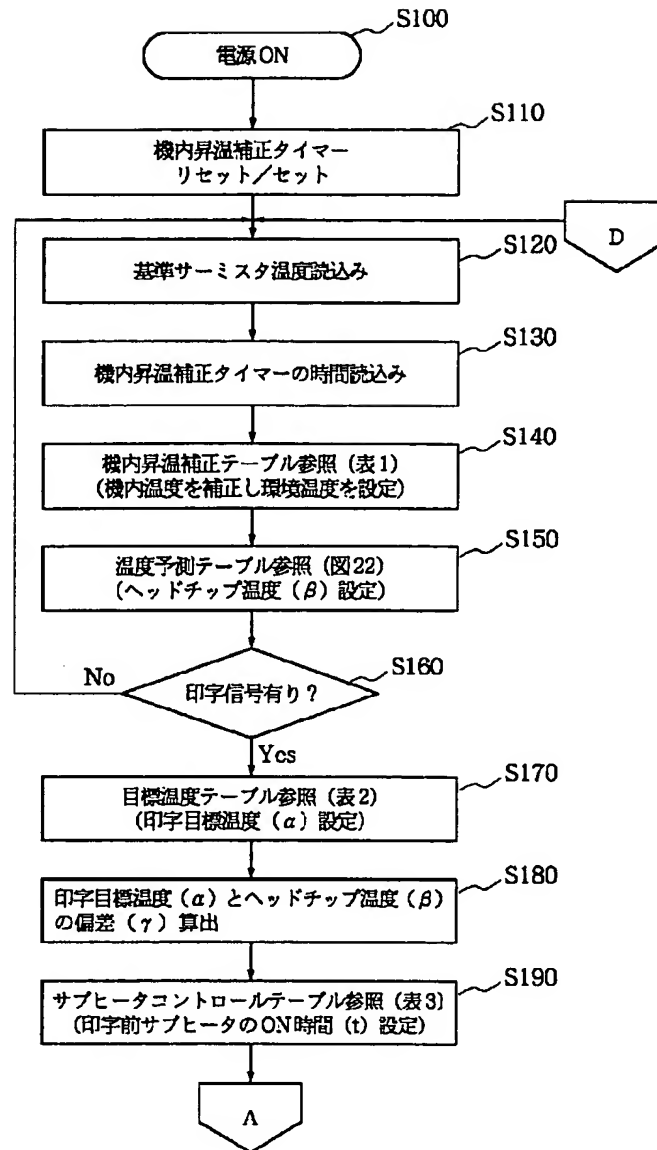 S100
電源ON
S110
機内昇温補正タイマー
リセット／セット
D
S120
基準サーミスタ温度読込み
S130
機内昇温補正タイマーの時間読込み
S140
機内昇温補正テーブル参照（表1）
（機内温度を補正し環境温度を設定）
S150
温度予測テーブル参照（図22）
（ヘッドチップ温度（β）設定）
S160
No
印字信号有り？
Yes
S170
目標温度テーブル参照（表2）
（印字目標温度（α）設定）
S180
印字目標温度（α）とヘッドチップ温度（β）
の偏差（γ）算出
S190
サブヒータコントロールテーブル参照（表3）
（印字前サブヒータのON時間（t）設定）
A